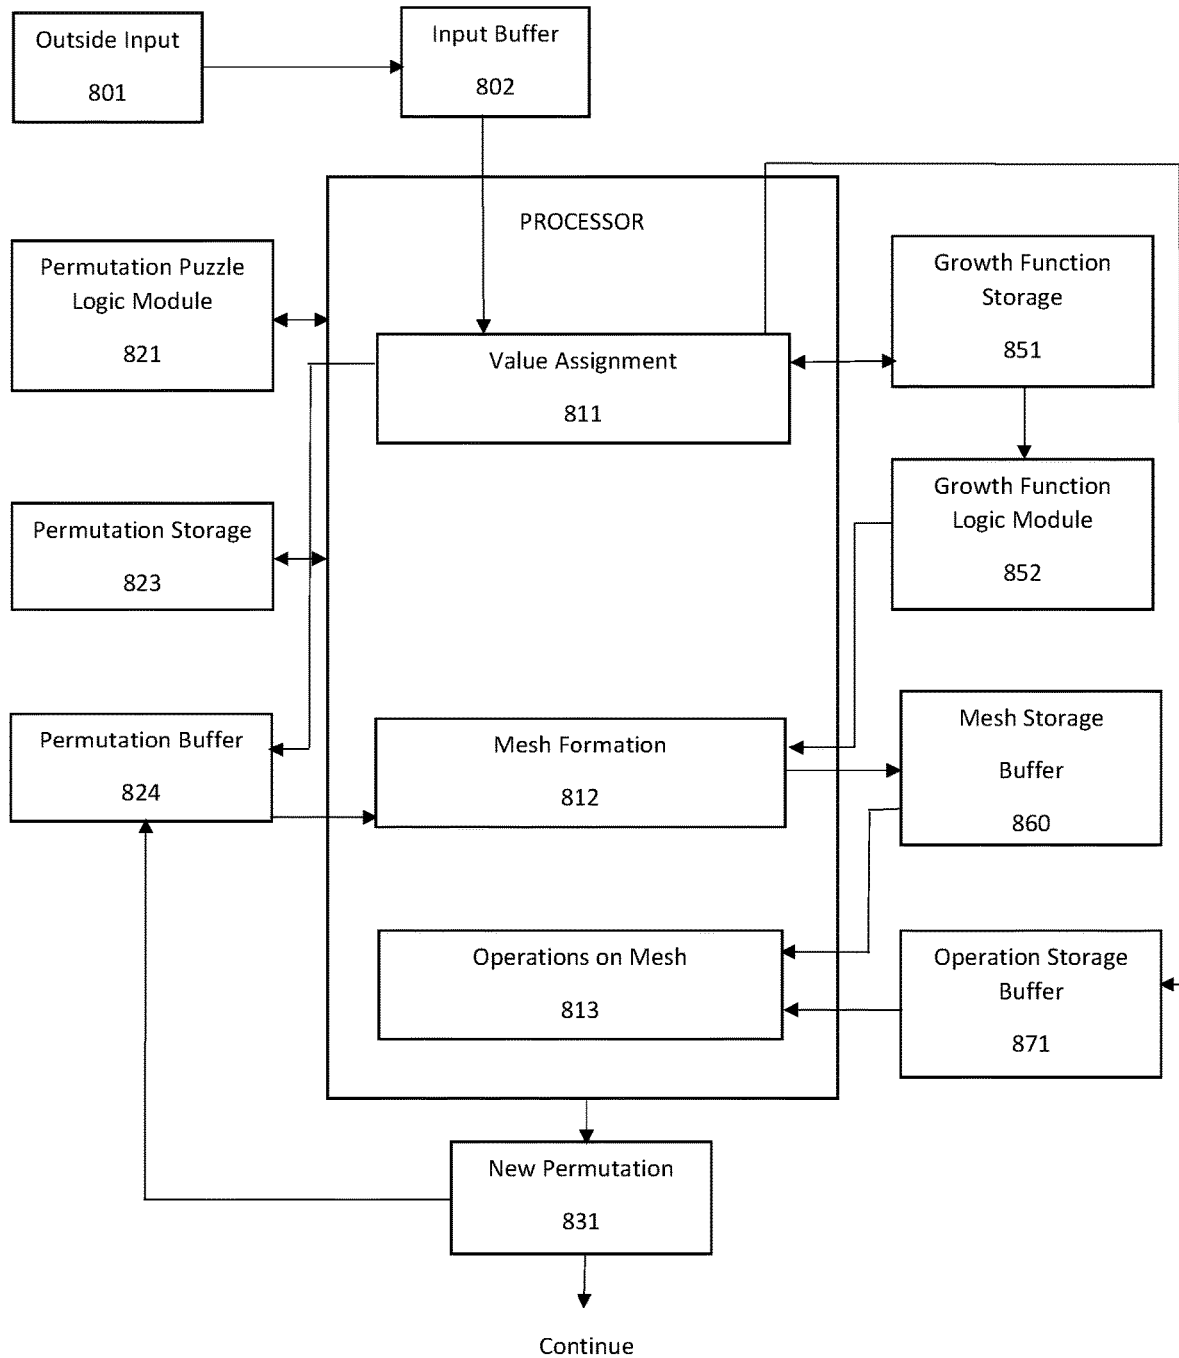 Outside Input
801
Input Buffer
802
PROCESSOR
Permutation Puzzle
Logic Module
821
Value Assignment
811
Growth Function
Storage
851
Permutation Storage
823
Growth Function
Logic Module
852
Permutation Buffer
824
Mesh Formation
812
Mesh Storage
Buffer
860
Operations on Mesh
813
Operation Storage
Buffer
871
New Permutation
831
Continue